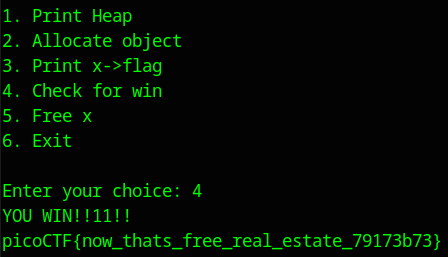 1. Print Heap
2. Allocate object
3. Print x->flag
4. Check for win
5. Free x
6. Exit
Enter your choice: 4
YOU WIN!!11!!
picoCTF{now_thats_free_real_estate_79173b73}